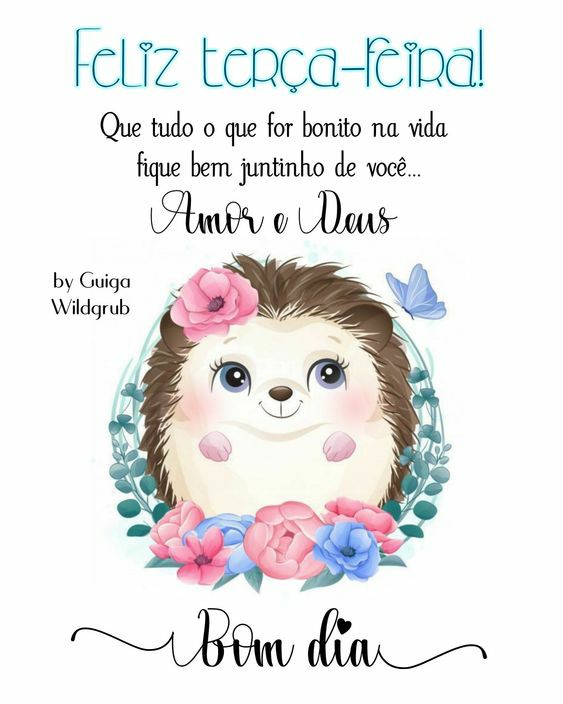 Feliz terça-feira!
Que tudo o que for bonito na vida
fique bem juntinho de você...
Amor e Deus
by Guiga
Wildgrub
Bom dia